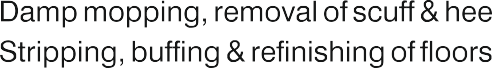 Damp mopping, removal of scuff & hee
Stripping, buffing & refinishing of floors